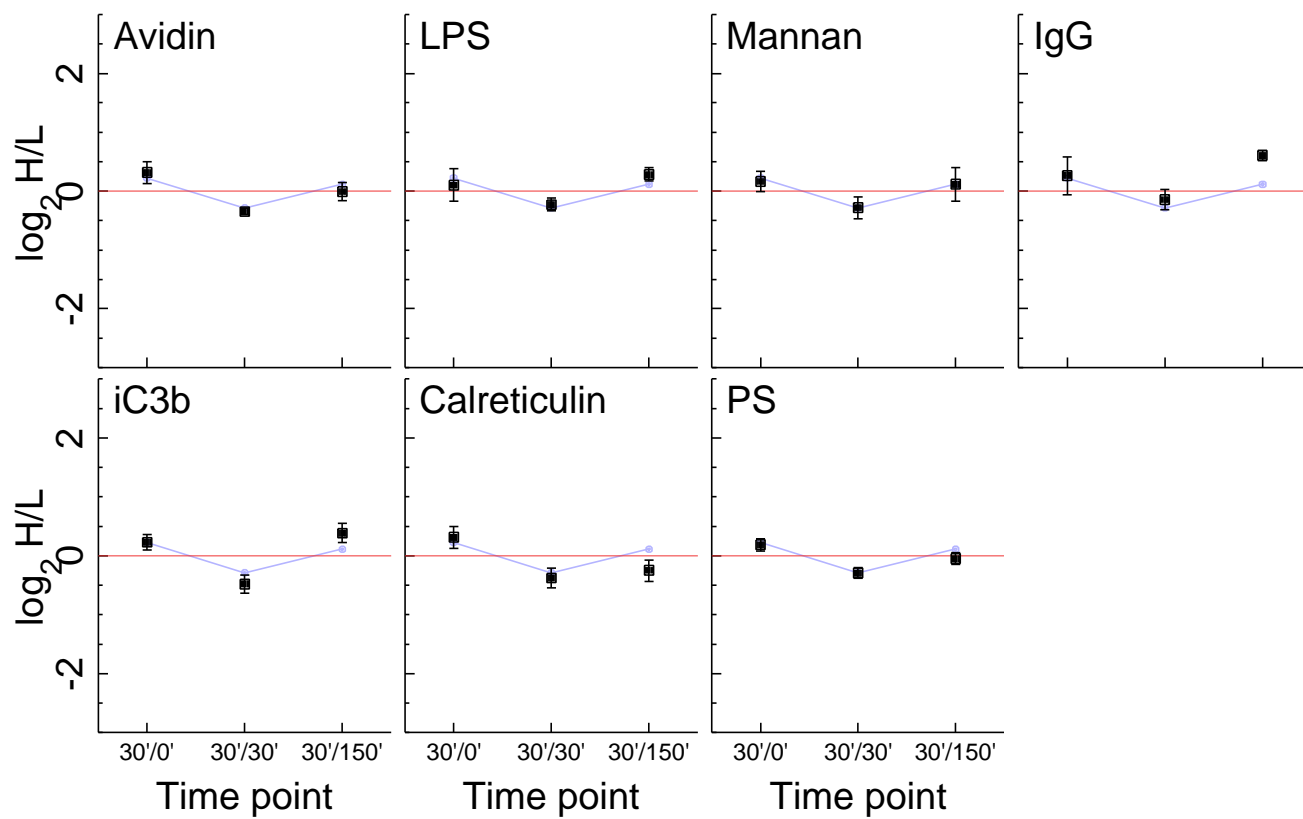 Avidin LPS Mannan IgG
2
0
-2
log2 H/L
iC3b Calreticulin PS
2
0
-2
log2 H/L
30'/0' 30'/30' 30'/150' 30'/0' 30'/30' 30'/150' 30'/0' 30'/30' 30'/150'
Time point Time point Time point